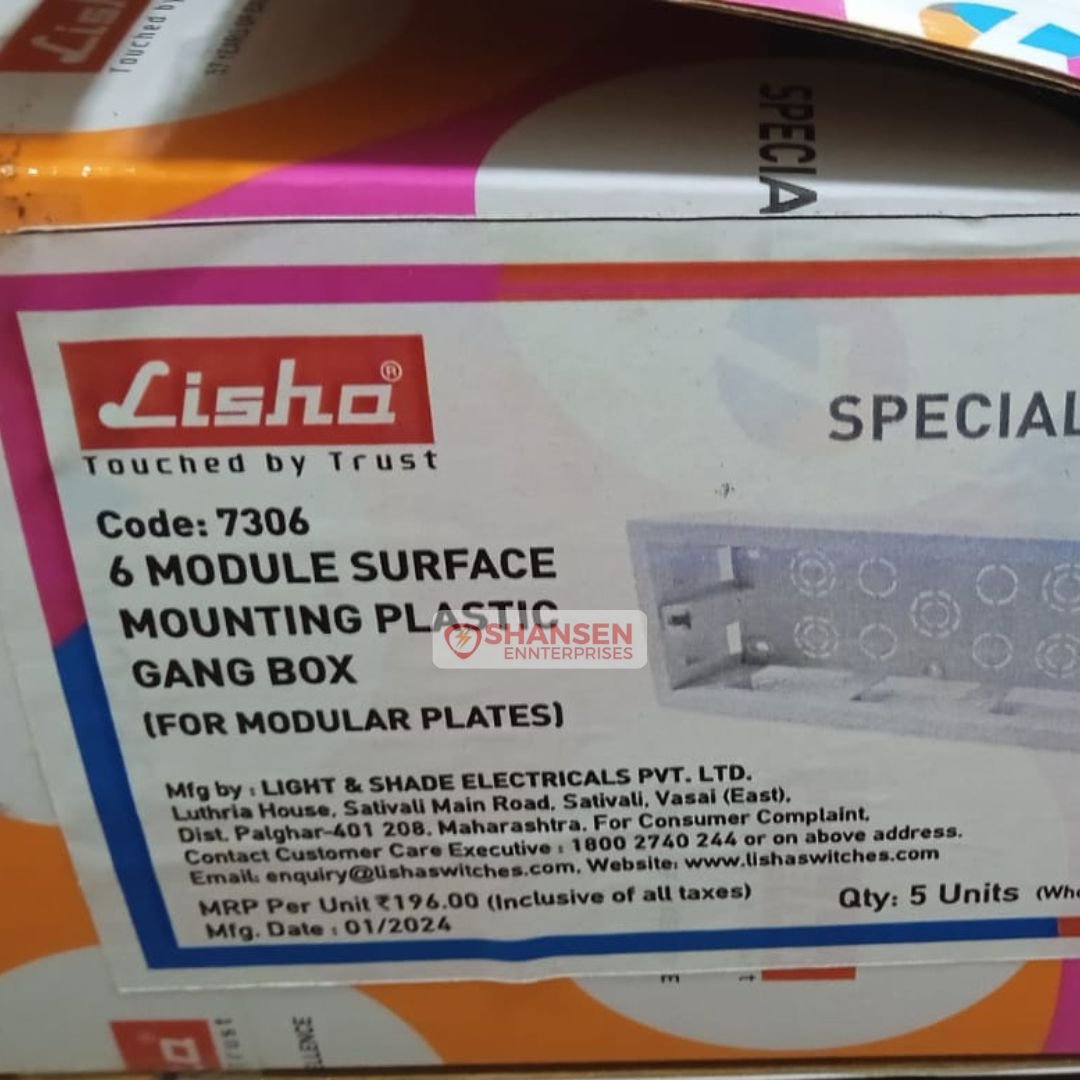 Touched by
SPECIA
Lisha®
Touched by Trust
SPECIAL
Code: 7306
6 MODULE SURFACE
MOUNTING PLASTIC
GANG BOX
(FOR MODULAR PLATES)
SHANSEN
ENNTERPRISES
Mfg by : LIGHT & SHADE ELECTRICALS PVT. LTD.
Luthria House, Sativali Main Road, Sativali, Vasai (East),
Dist. Palghar-401 208. Maharashtra. For Consumer Complaint,
Contact Customer Care Executive : 1800 2740 244 or on above address.
Email: enquiry@lishaswitches.com. Website: www.lishaswitches.com
MRP Per Unit ₹196.00 (Inclusive of all taxes)
Qty: 5 Units
Mfg. Date : 01/2024